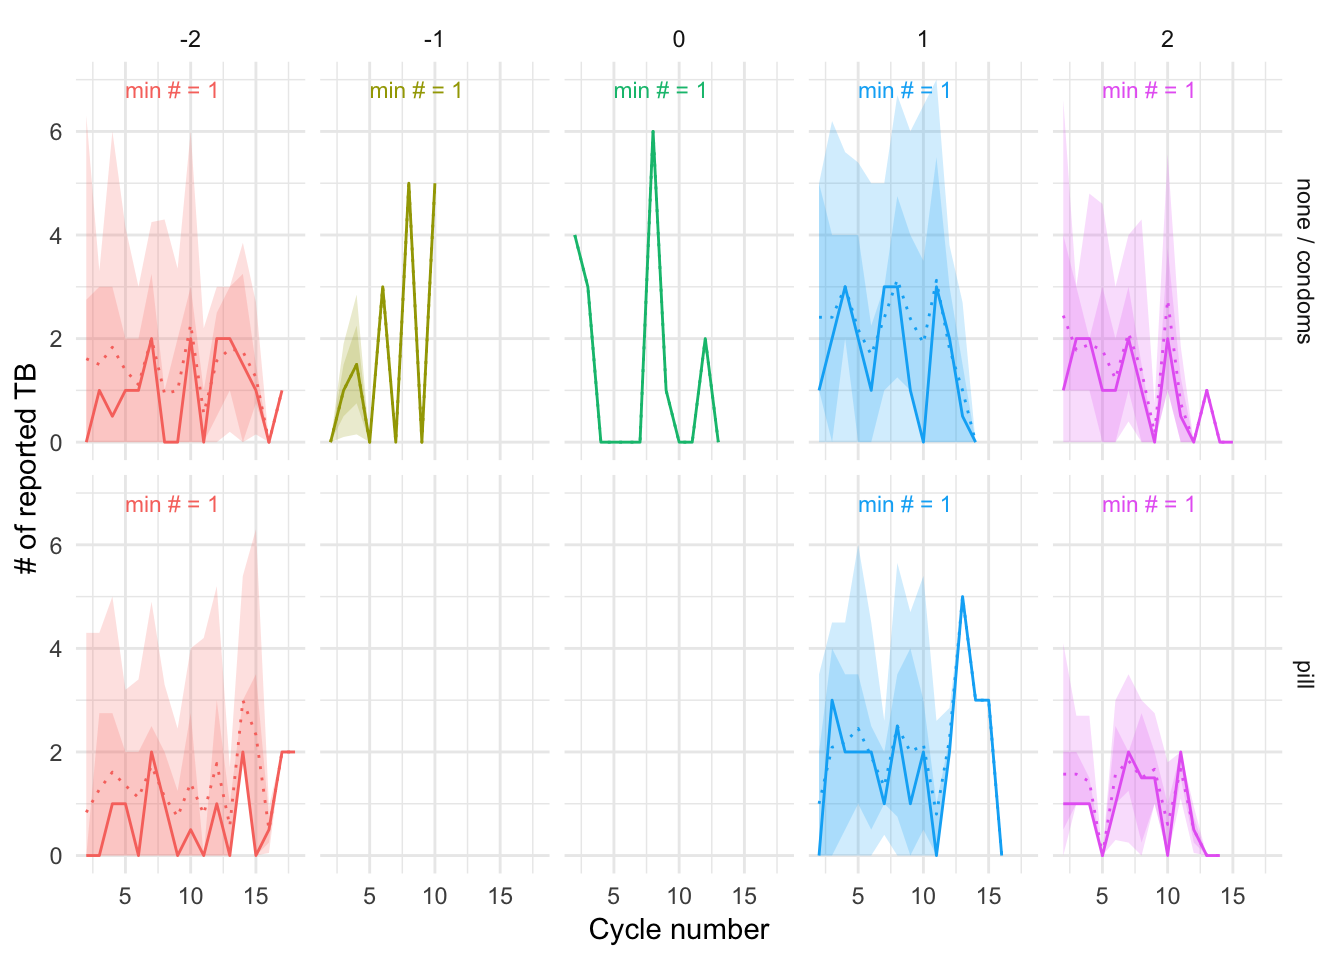 -2 -1 0 1 2
min # = 1 min # = 1 min # = 1 min # = 1 min # = 1
6
4
2
0
none / condoms
# of reported TB
min # = 1 min # = 1 min # = 1
6
4
2
0
pill
5 10 15 5 10 15 5 10 15 5 10 15 5 10 15
Cycle number